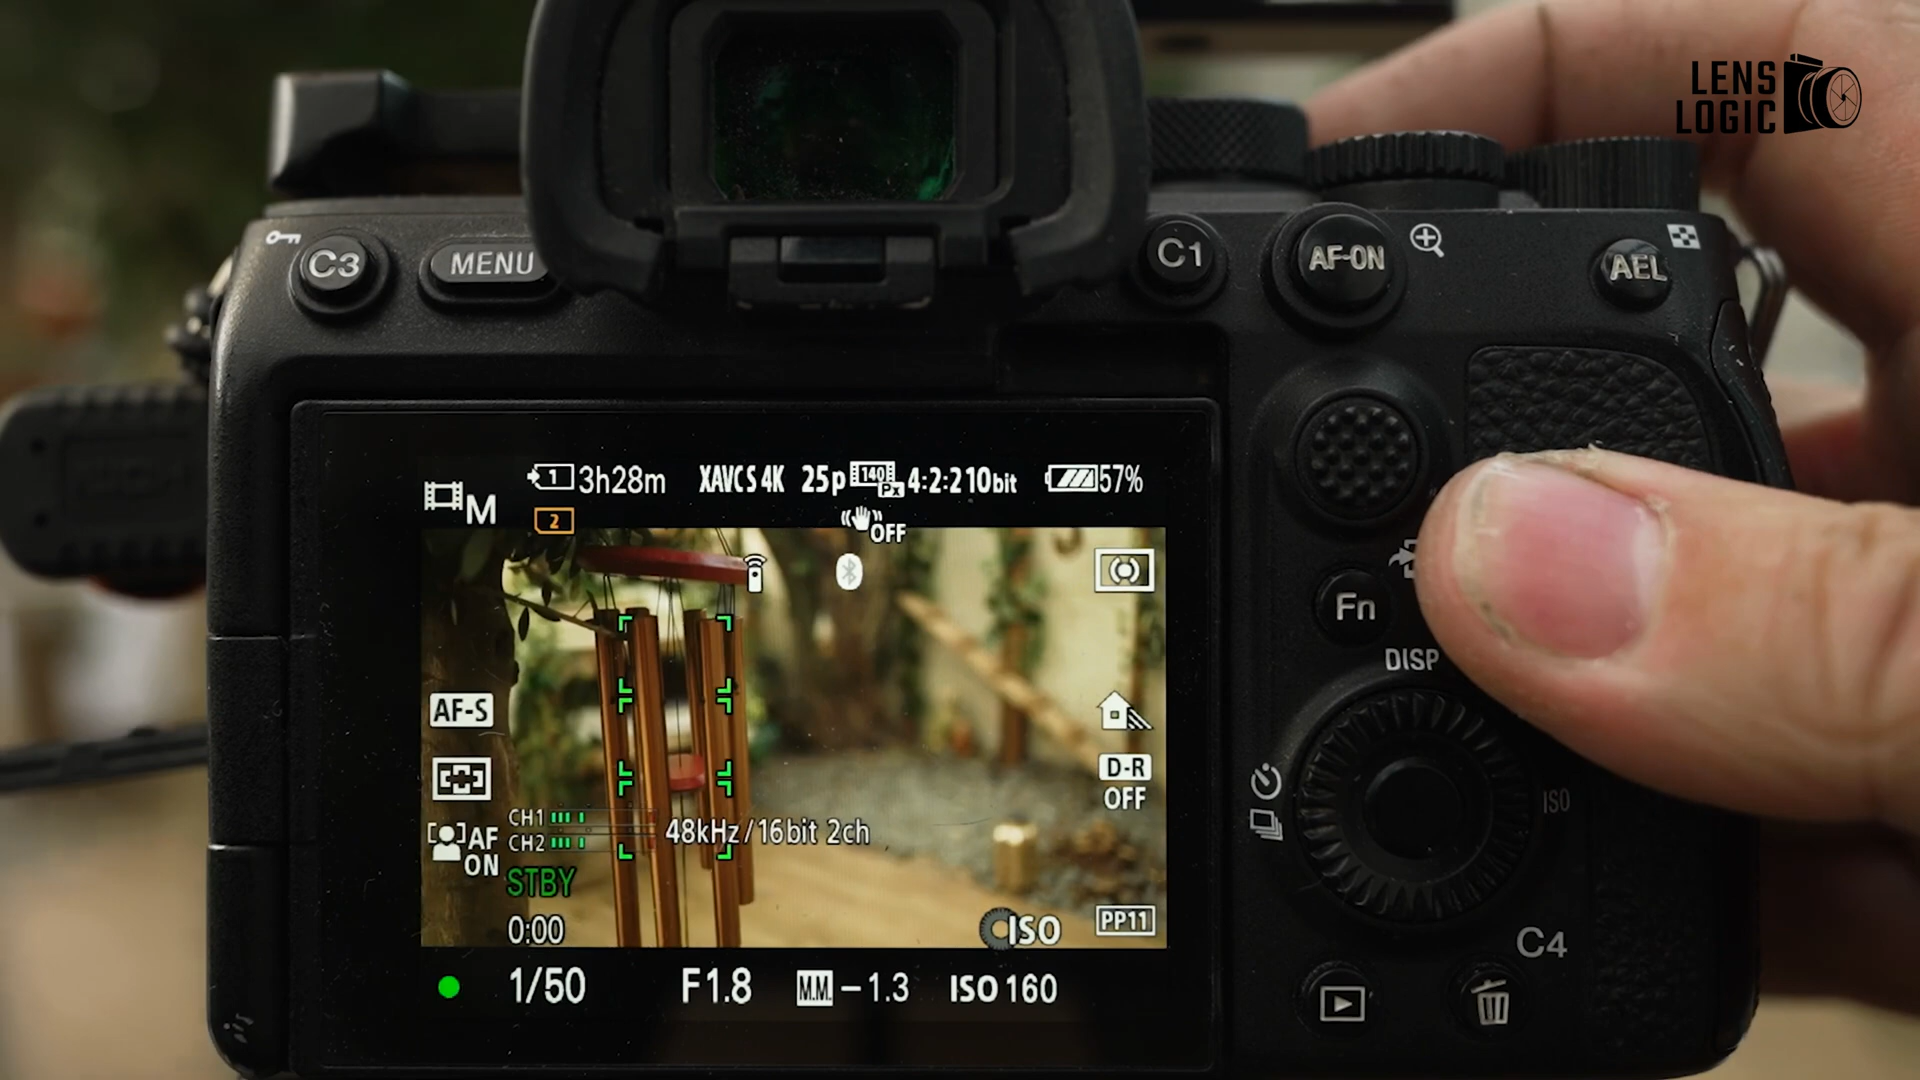 LENS
LOGIC
C3
MENU
C1
AF-ON
AEL
1 3h28m XAVC S 4K 25p 140 Px 4:2:2 10bit 57%
M
2
OFF
AF-S
Fn
DISP
D-R
OFF
ISO
CH1
CH2
48kHz/16bit 2ch
AF
ON
STBY
0:00
ISO
PP11
C4
1/50 F1.8 M.M. -1.3 ISO 160